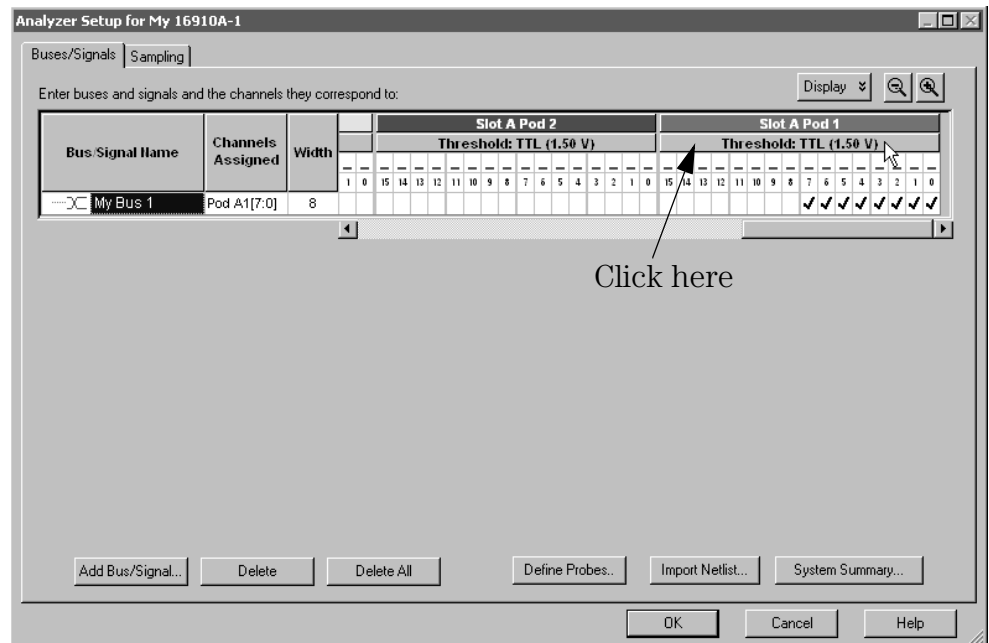 Analyzer Setup for My 16910A-1
Buses/Signals Sampling
Enter buses and signals and the channels they correspond to:
Display
Bus/Signal Name Channels Assigned Width
Slot A Pod 2 Slot A Pod 1
Threshold: TTL (1.50 V) Threshold: TTL (1.50 V)
1 0 15 14 13 12 11 10 9 8 7 6 5 4 3 2 1 0 15 14 13 12 11 10 9 8 7 6 5 4 3 2 1 0
My Bus 1 Pod A1[7:0] 8
Click here
Add Bus/Signal... Delete Delete All Define Probes.. Import Netlist... System Summary...
OK Cancel Help